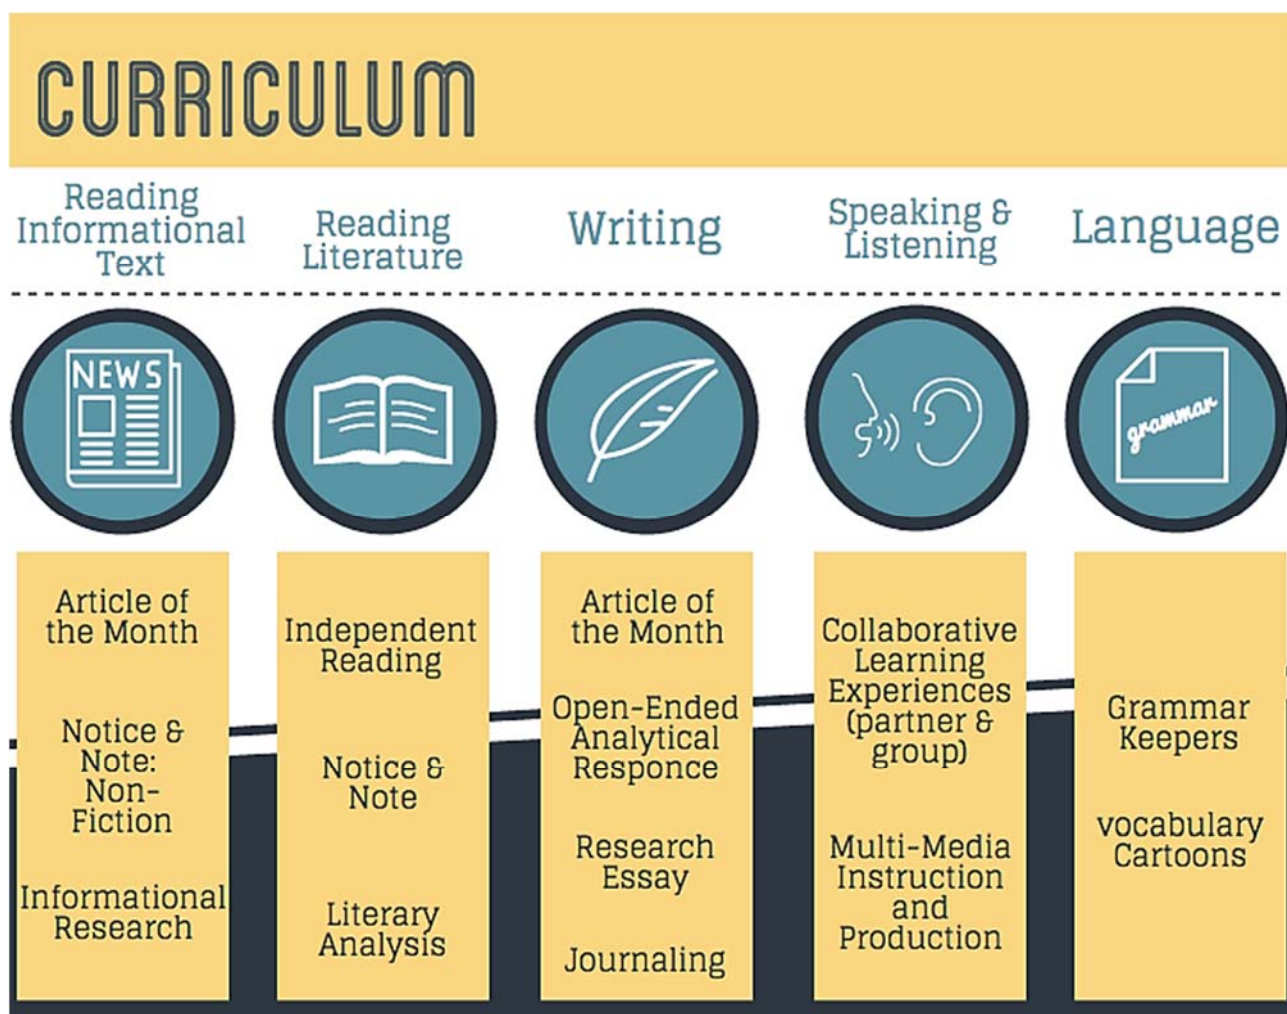 CURRICULUM
Reading
Informational
Text
Reading
Literature
Writing
Speaking &
Listening
Language
NEWS
grammar
Article of
the Month
Notice &
Note:
Non-
Fiction
Informational
Research
Independent
Reading
Notice &
Note
Literary
Analysis
Article of
the Month
Open-Ended
Analytical
Responce
Research
Essay
Journaling
Collaborative
Learning
Experiences
(partner &
group)
Multi-Media
Instruction
and
Production
Grammar
Keepers
vocabulary
Cartoons